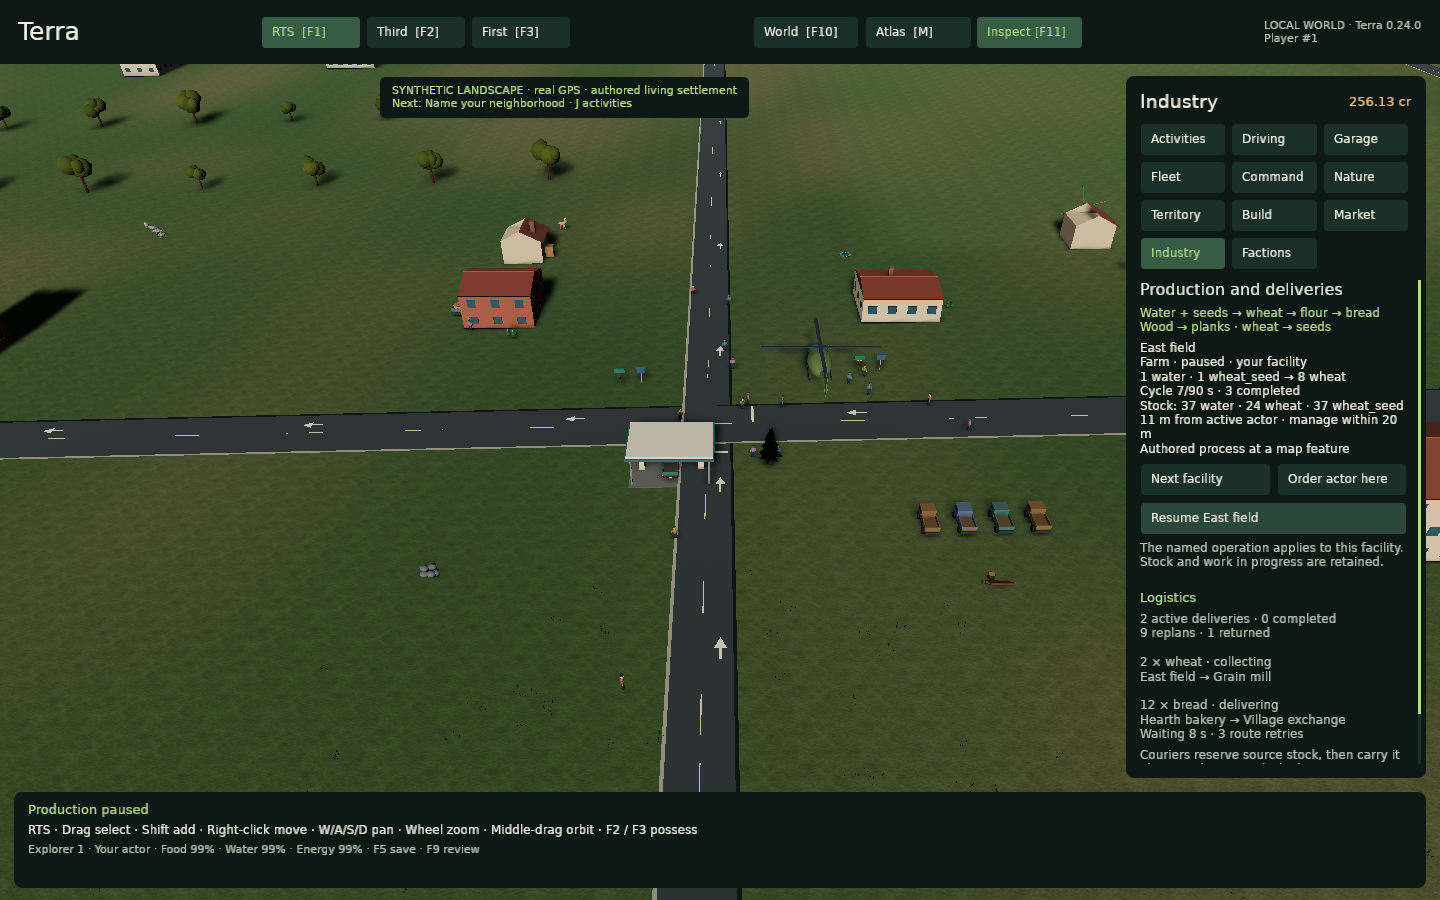 Terra
RTS [F1]
Third [F2]
First [F3]
World [F10]
Atlas [M]
Inspect [F11]
LOCAL WORLD · Terra 0.24.0
Player #1
SYNTHETIC LANDSCAPE · real GPS · authored living settlement
Next: Name your neighborhood · J activities
Industry
256.13 cr
Activities
Driving
Garage
Fleet
Command
Nature
Territory
Build
Market
Industry
Factions
Production and deliveries
Water + seeds → wheat → flour → bread
Wood → planks · wheat → seeds
East field
Farm · paused · your facility
1 water · 1 wheat_seed → 8 wheat
Cycle 7/90 s · 3 completed
Stock: 37 water · 24 wheat · 37 wheat_seed
11 m from active actor · manage within 20
m
Authored process at a map feature
Next facility
Order actor here
Resume East field
The named operation applies to this facility.
Stock and work in progress are retained.
Logistics
2 active deliveries · 0 completed
9 replans · 1 returned
2 × wheat · collecting
East field → Grain mill
12 × bread · delivering
Hearth bakery → Village exchange
Waiting 8 s · 3 route retries
Couriers reserve source stock, then carry it
Production paused
RTS · Drag select · Shift add · Right-click move · W/A/S/D pan · Wheel zoom · Middle-drag orbit · F2 / F3 possess
Explorer 1 · Your actor · Food 99% · Water 99% · Energy 99% · F5 save · F9 review